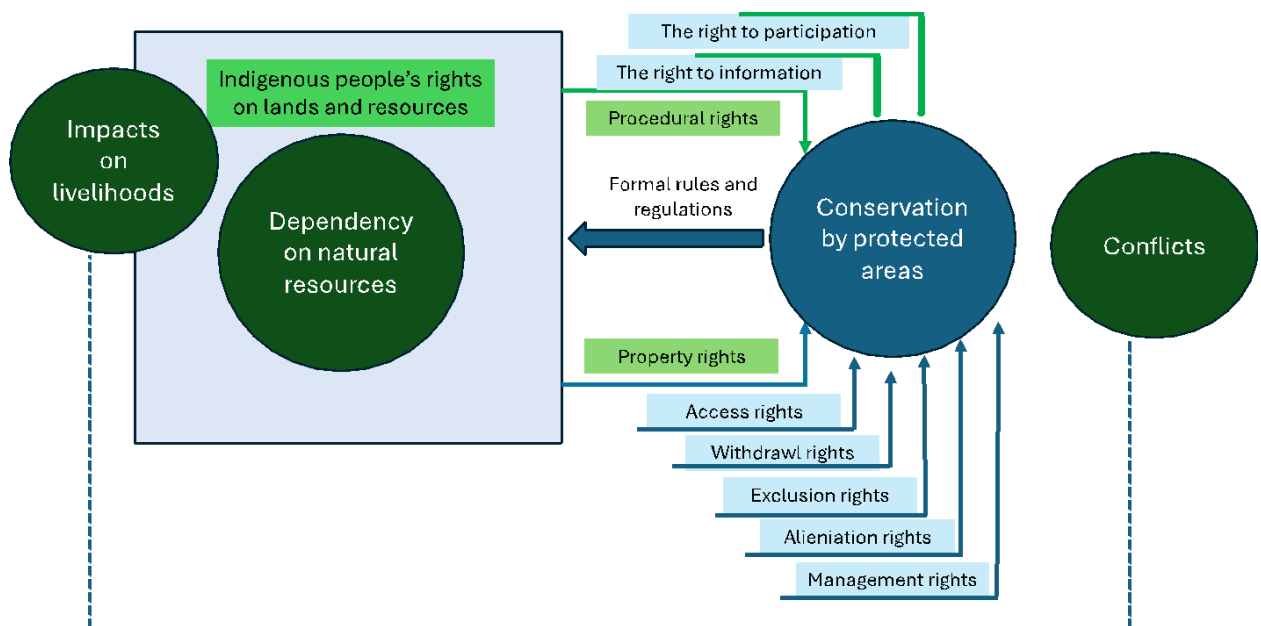 The right to participation
The right to information
Indigenous people's rights
on lands and resources
Procedural rights
Impacts
on
livelihoods
Formal rules and
regulations
Dependency
on natural
resources
Conservation
by protected
areas
Conflicts
Property rights
Access rights
Withdrawl rights
Exclusion rights
Alieniation rights
Management rights